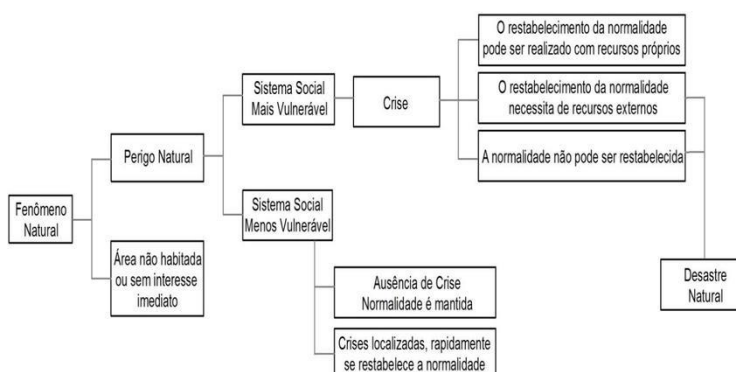 Fenômeno
Natural
Perigo Natural
Área não habitada
ou sem interesse
imediato
Sistema Social
Mais Vulnerável
Sistema Social
Menos Vulnerável
Crise
O restabelecimento da normalidade
pode ser realizado com recursos próprios
O restabelecimento da normalidade
necessita de recursos externos
A normalidade não pode ser restabelecida
Ausência de Crise
Normalidade é mantida
Crises localizadas, rapidamente
se restabelece a normalidade
Desastre
Natural